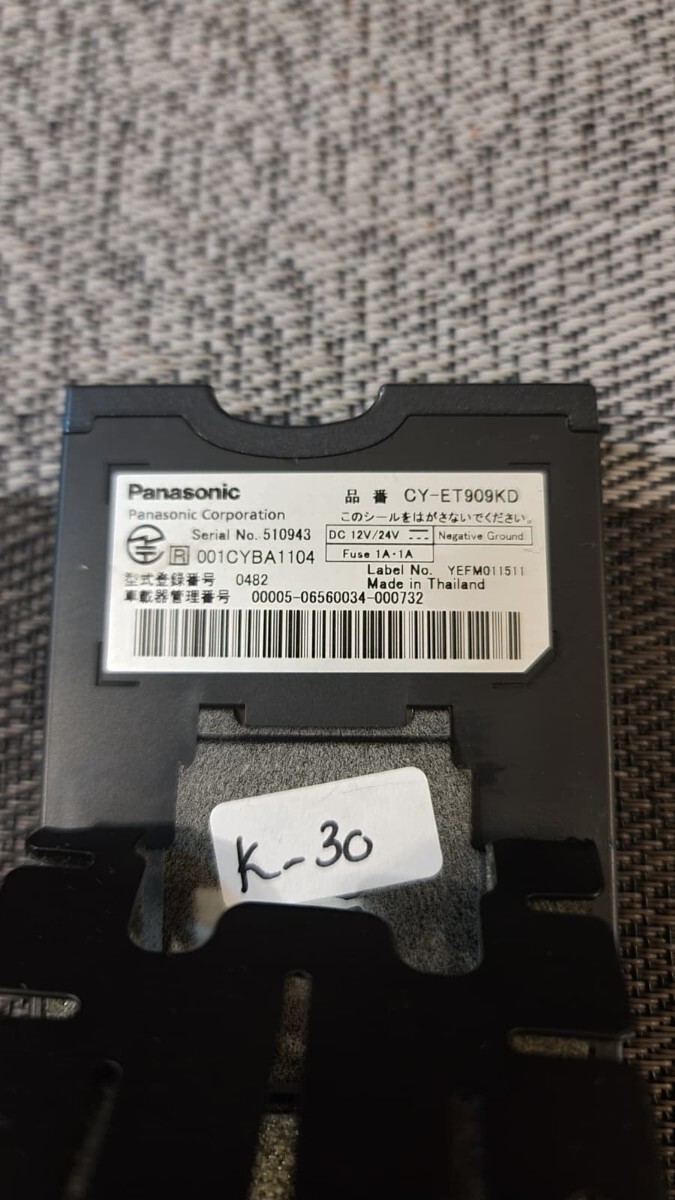 Panasonic 品番 CY-ET909KD
Panasonic Corporation このシールをはがさないでください。
Serial No. 510943 DC 12V/24V Negative Ground
R 001CYBA1104 Fuse 1A-1A
Label No. YEFM011511
型式登録番号 0482 Made in Thailand
車載器管理番号 00005-06560034-000732
K-30